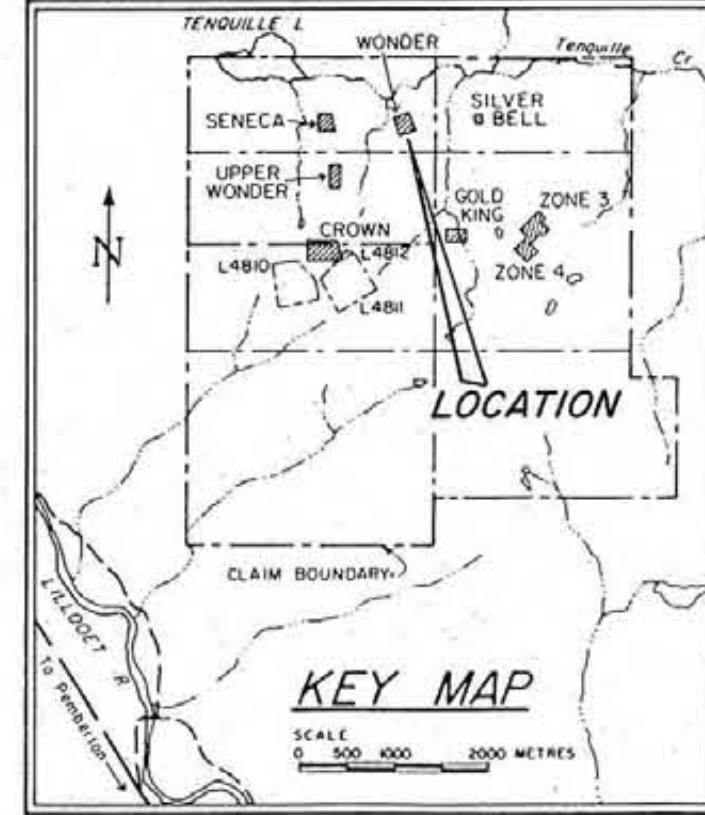 TENQUILLE L
WONDER
Tenquille Cr
SENECA
SILVER
BELL
UPPER
WONDER
GOLD
KING
ZONE 3
N
CROWN
L4810
L4812
ZONE 4
L4811
LOCATION
CLAIM BOUNDARY
LILLOOET R
To Pemberton
KEY MAP
SCALE
0 500 1000 2000 METRES